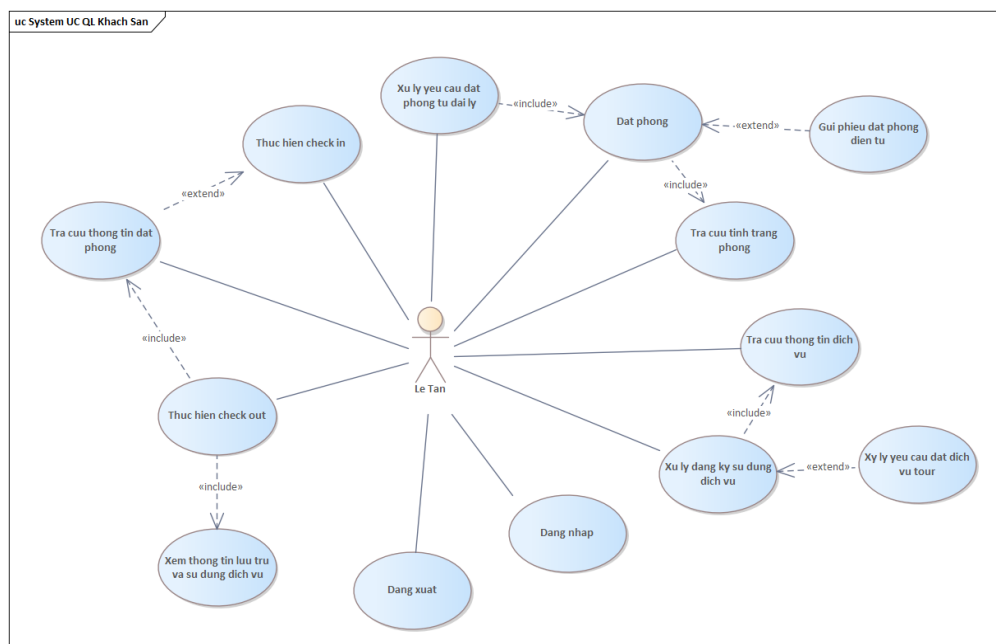 uc System UC QL Khach San
Xu ly yeu cau dat
phong tu dai ly
«include»
Dat phong
«extend»
Gui phieu dat phong
dien tu
Thuc hien check in
«extend»
«include»
Tra cuu thong tin dat
phong
Tra cuu tinh trang
phong
«include»
Tra cuu thong tin dich
vu
Le Tan
Thuc hien check out
«include»
Xu ly dang ky su dung
dich vu
«extend»
Xy ly yeu cau dat dich
vu tour
«include»
Dang nhap
Xem thong tin luu tru
va su dung dich vu
Dang xuat